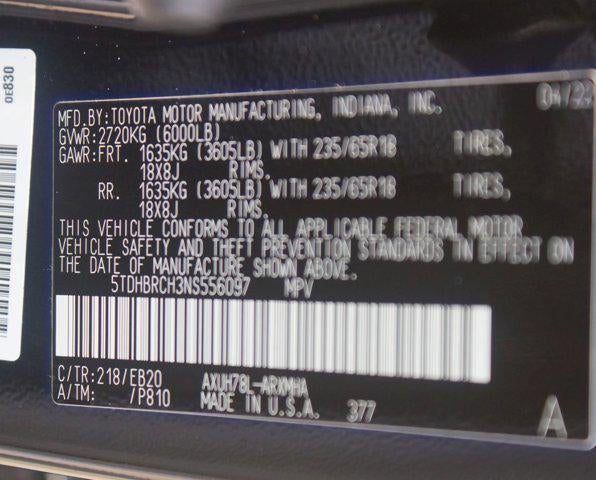 0E830
MFD.BY:TOYOTA MOTOR MANUFACTURING, INDIANA, INC.
GVWR:2720KG (6000LB)
GAWR:FRT. 1635KG (3605LB) WITH 235/65R18 TIRES,
18X8J RIMS.
RR. 1635KG (3605LB) WITH 235/65R18 TIRES,
18X8J RIMS.
THIS VEHICLE CONFORMS TO ALL APPLICABLE FEDERAL MOTOR
VEHICLE SAFETY AND THEFT PREVENTION STANDARDS IN EFFECT ON
THE DATE OF MANUFACTURE SHOWN ABOVE.
5TDHBRCH3NS556097 MPV
C/TR:218/EB20 AXUH78L-ARXMHA
A/TM: /P810 MADE IN U.S.A. 377
A